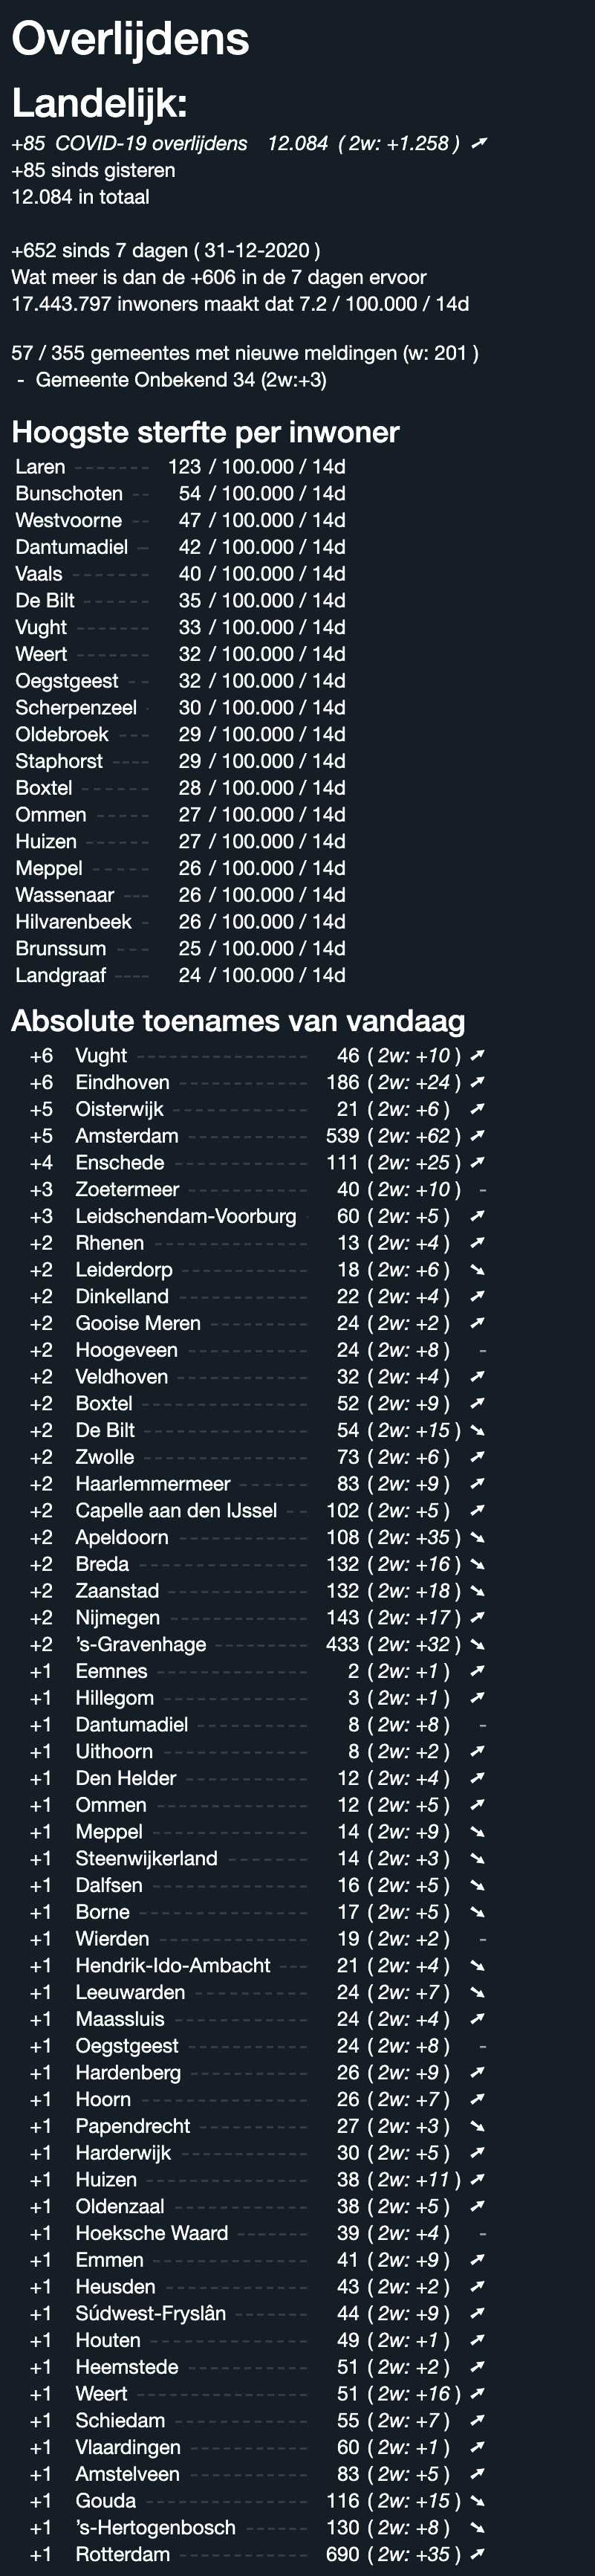 Overlijdens
Landelijk:
+85 COVID-19 overlijdens 12.084 ( 2w: +1.258 )
+85 sinds gisteren
12.084 in totaal
+652 sinds 7 dagen ( 31-12-2020 )
Wat meer is dan de +606 in de 7 dagen ervoor
17.443.797 inwoners maakt dat 7.2 / 100.000 / 14d
57 / 355 gemeentes met nieuwe meldingen (w: 201 )
- Gemeente Onbekend 34 (2w:+3)
Hoogste sterfte per inwoner
Laren 123 / 100.000 / 14d
Bunschoten 54 / 100.000 / 14d
Westvoorne 47 / 100.000 / 14d
Dantumadiel 42 / 100.000 / 14d
Vaals 40 / 100.000 / 14d
De Bilt 35 / 100.000 / 14d
Vught 33 / 100.000 / 14d
Weert 32 / 100.000 / 14d
Oegstgeest 32 / 100.000 / 14d
Scherpenzeel 30 / 100.000 / 14d
Oldebroek 29 / 100.000 / 14d
Staphorst 29 / 100.000 / 14d
Boxtel 28 / 100.000 / 14d
Ommen 27 / 100.000 / 14d
Huizen 27 / 100.000 / 14d
Meppel 26 / 100.000 / 14d
Wassenaar 26 / 100.000 / 14d
Hilvarenbeek 26 / 100.000 / 14d
Brunssum 25 / 100.000 / 14d
Landgraaf 24 / 100.000 / 14d
Absolute toenames van vandaag
+6 Vught 46 ( 2w: +10 )
+6 Eindhoven 186 ( 2w: +24 )
+5 Oisterwijk 21 ( 2w: +6 )
+5 Amsterdam 539 ( 2w: +62 )
+4 Enschede 111 ( 2w: +25 )
+3 Zoetermeer 40 ( 2w: +10 ) -
+3 Leidschendam-Voorburg 60 ( 2w: +5 )
+2 Rhenen 13 ( 2w: +4 )
+2 Leiderdorp 18 ( 2w: +6 )
+2 Dinkelland 22 ( 2w: +4 )
+2 Gooise Meren 24 ( 2w: +2 )
+2 Hoogeveen 24 ( 2w: +8 ) -
+2 Veldhoven 32 ( 2w: +4 )
+2 Boxtel 52 ( 2w: +9 )
+2 De Bilt 54 ( 2w: +15 )
+2 Zwolle 73 ( 2w: +6 )
+2 Haarlemmermeer 83 ( 2w: +9 )
+2 Capelle aan den IJssel 102 ( 2w: +5 )
+2 Apeldoorn 108 ( 2w: +35 )
+2 Breda 132 ( 2w: +16 )
+2 Zaanstad 132 ( 2w: +18 )
+2 Nijmegen 143 ( 2w: +17 )
+2 ’s-Gravenhage 433 ( 2w: +32 )
+1 Eemnes 2 ( 2w: +1 )
+1 Hillegom 3 ( 2w: +1 )
+1 Dantumadiel 8 ( 2w: +8 ) -
+1 Uithoorn 8 ( 2w: +2 )
+1 Den Helder 12 ( 2w: +4 )
+1 Ommen 12 ( 2w: +5 )
+1 Meppel 14 ( 2w: +9 )
+1 Steenwijkerland 14 ( 2w: +3 )
+1 Dalfsen 16 ( 2w: +5 )
+1 Borne 17 ( 2w: +5 )
+1 Wierden 19 ( 2w: +2 ) -
+1 Hendrik-Ido-Ambacht 21 ( 2w: +4 )
+1 Leeuwarden 24 ( 2w: +7 )
+1 Maassluis 24 ( 2w: +4 )
+1 Oegstgeest 24 ( 2w: +8 ) -
+1 Hardenberg 26 ( 2w: +9 )
+1 Hoorn 26 ( 2w: +7 )
+1 Papendrecht 27 ( 2w: +3 )
+1 Harderwijk 30 ( 2w: +5 )
+1 Huizen 38 ( 2w: +11 )
+1 Oldenzaal 38 ( 2w: +5 )
+1 Hoeksche Waard 39 ( 2w: +4 ) -
+1 Emmen 41 ( 2w: +9 )
+1 Heusden 43 ( 2w: +2 )
+1 Súdwest-Fryslân 44 ( 2w: +9 )
+1 Houten 49 ( 2w: +1 )
+1 Heemstede 51 ( 2w: +2 )
+1 Weert 51 ( 2w: +16 )
+1 Schiedam 55 ( 2w: +7 )
+1 Vlaardingen 60 ( 2w: +1 )
+1 Amstelveen 83 ( 2w: +5 )
+1 Gouda 116 ( 2w: +15 )
+1 ’s-Hertogenbosch 130 ( 2w: +8 )
+1 Rotterdam 690 ( 2w: +35 )